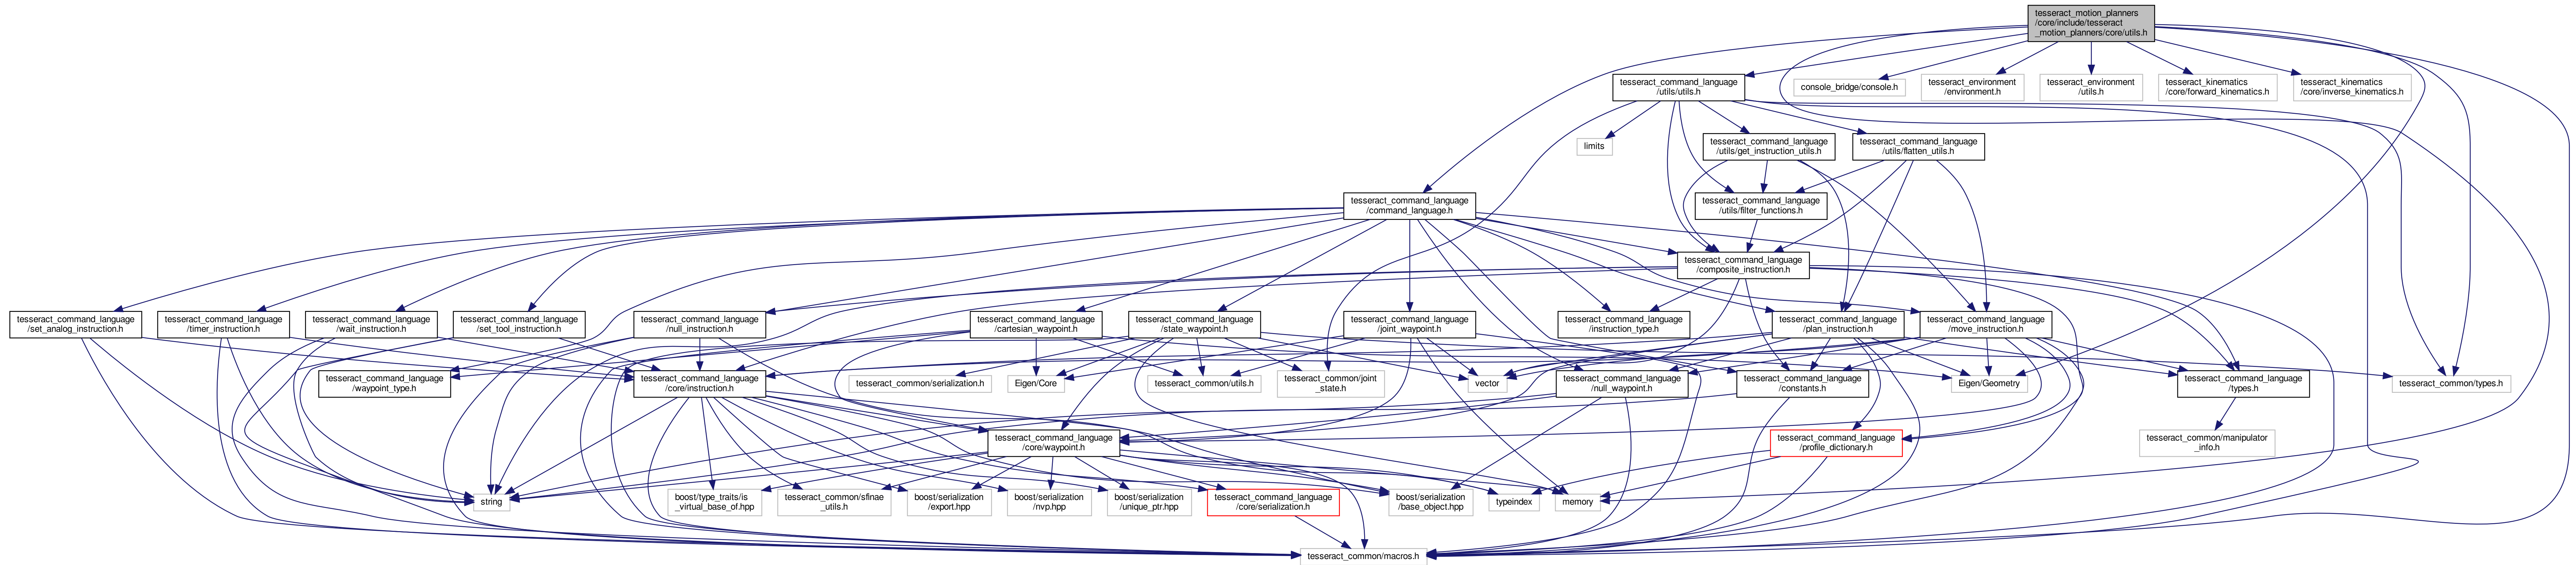 tesseract_motion_planners
/core/include/tesseract
_motion_planners/core/utils.h
tesseract_command_language
/utils/utils.h
console_bridge/console.h
tesseract_environment
/environment.h
tesseract_environment
/utils.h
tesseract_kinematics
/core/forward_kinematics.h
tesseract_kinematics
/core/inverse_kinematics.h
limits
tesseract_command_language
/utils/get_instruction_utils.h
tesseract_command_language
/utils/flatten_utils.h
tesseract_command_language
/command_language.h
tesseract_command_language
/utils/filter_functions.h
tesseract_command_language
/composite_instruction.h
tesseract_command_language
/set_analog_instruction.h
tesseract_command_language
/timer_instruction.h
tesseract_command_language
/wait_instruction.h
tesseract_command_language
/set_tool_instruction.h
tesseract_command_language
/null_instruction.h
tesseract_command_language
/cartesian_waypoint.h
tesseract_command_language
/state_waypoint.h
tesseract_command_language
/joint_waypoint.h
tesseract_command_language
/instruction_type.h
tesseract_command_language
/plan_instruction.h
tesseract_command_language
/move_instruction.h
tesseract_command_language
/waypoint_type.h
tesseract_command_language
/core/instruction.h
tesseract_common/serialization.h
Eigen/Core
tesseract_common/utils.h
tesseract_common/joint
_state.h
vector
tesseract_command_language
/null_waypoint.h
tesseract_command_language
/constants.h
Eigen/Geometry
tesseract_command_language
/types.h
tesseract_common/types.h
tesseract_command_language
/core/waypoint.h
tesseract_command_language
/profile_dictionary.h
tesseract_common/manipulator
_info.h
string
boost/type_traits/is
_virtual_base_of.hpp
tesseract_common/sfinae
_utils.h
boost/serialization
/export.hpp
boost/serialization
/nvp.hpp
boost/serialization
/unique_ptr.hpp
tesseract_command_language
/core/serialization.h
boost/serialization
/base_object.hpp
typeindex
memory
tesseract_common/macros.h